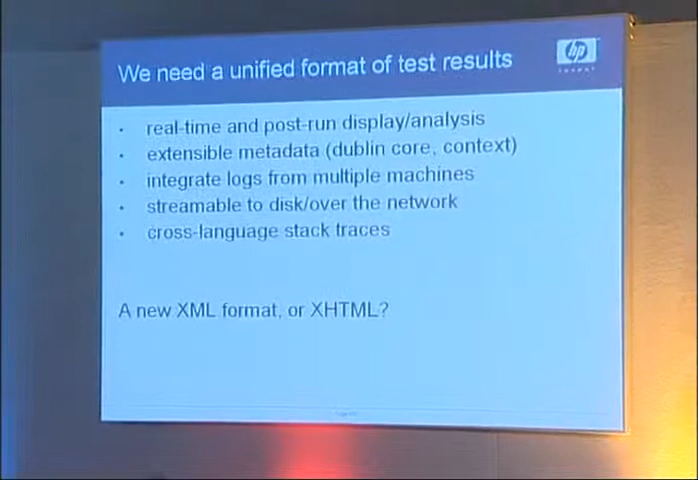 We need a unified format of test results
hp
invent
· real-time and post-run display/analysis
· extensible metadata (dublin core, context)
· integrate logs from multiple machines
· streamable to disk/over the network
· cross-language stack traces
A new XML format, or XHTML?